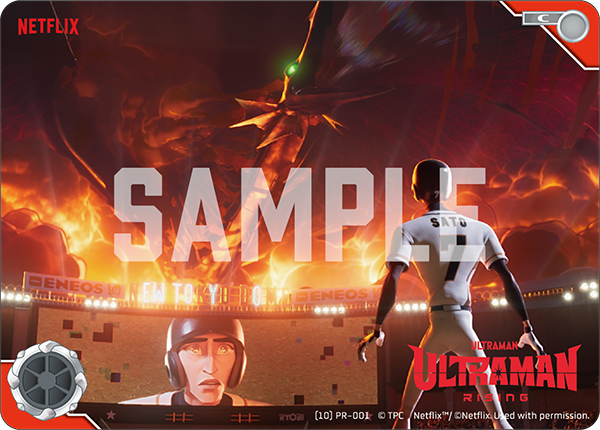 NETFLIX
C
SAMPLE
SATO
7
ENEOS
NEW TO
ENEOS
RYOBI
ULTRAMAN
ULTRAMAN
RISING
[10] PR-001 © TPC / Netflix™/ ©Netflix. Used with permission.